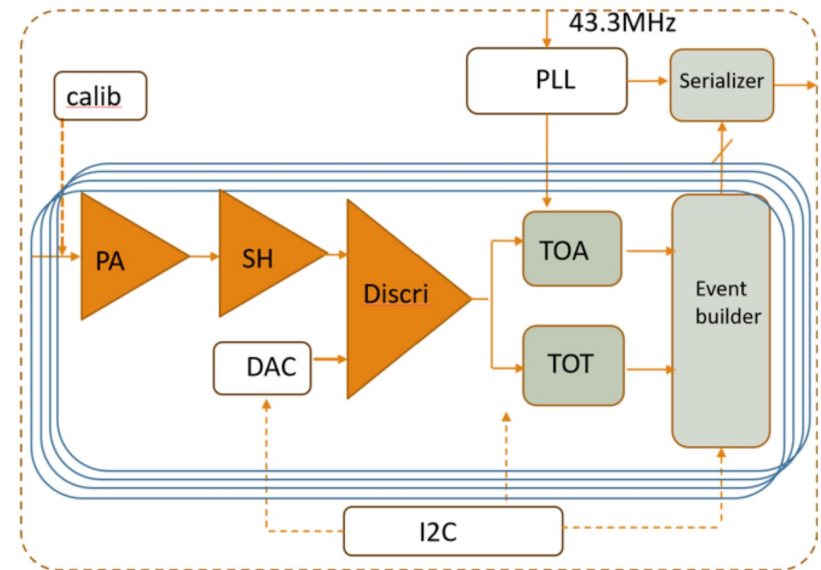 43.3MHz
calib
PLL
Serializer
PA
SH
Discri
TOA
Event
builder
DAC
TOT
I2C